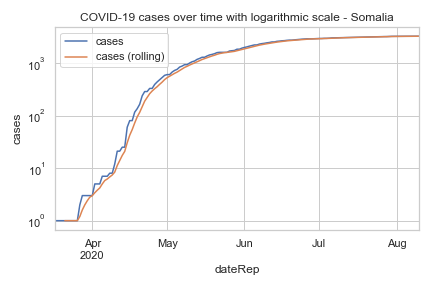 COVID-19 cases over time with logarithmic scale - Somalia
cases
cases (rolling)
10³
10²
10¹
10⁰
cases
Apr
2020
May
Jun
Jul
Aug
dateRep